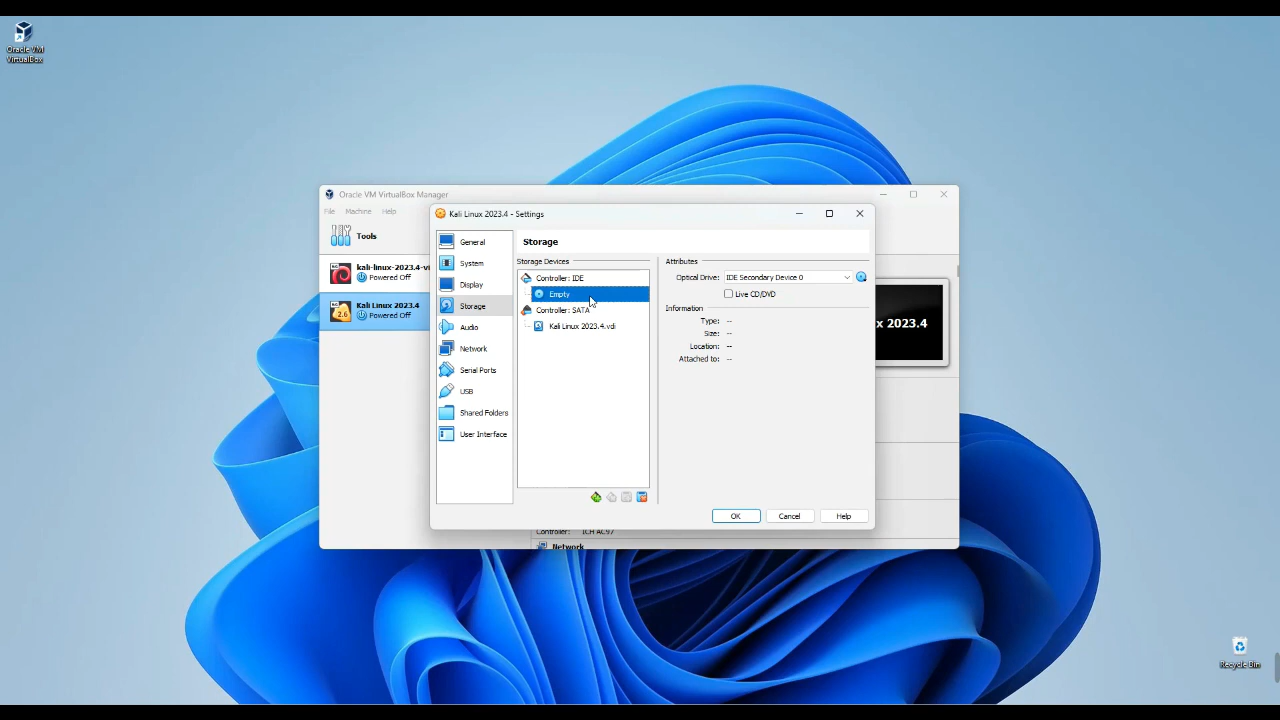 Oracle VM
VirtualBox
Oracle VM VirtualBox Manager
File Machine Help
Tools
kali-linux-2023.4-vi
Powered Off
Kali Linux 2023.4
Powered Off
Kali Linux 2023.4 - Settings
General
System
Display
Storage
Audio
Network
Serial Ports
USB
Shared Folders
User Interface
Storage
Storage Devices
Controller: IDE
Empty
Controller: SATA
Kali Linux 2023.4.vdi
Attributes
Optical Drive: IDE Secondary Device 0
Live CD/DVD
Information
Type: --
Size: --
Location: --
Attached to: --
OK Cancel Help
x 2023.4
Controller: ICH AC97
Network
Recycle Bin